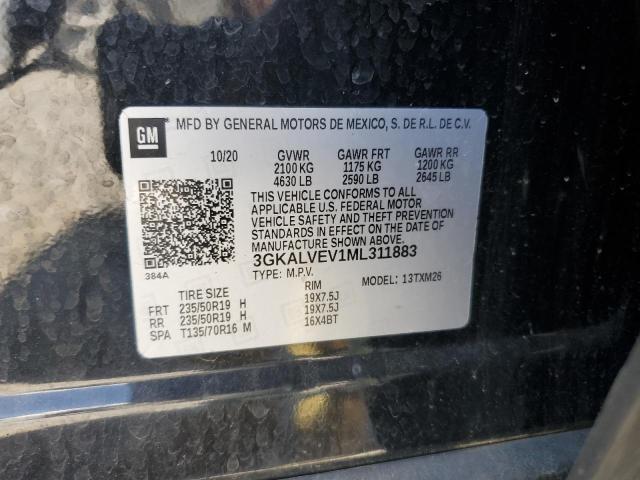 GM MFD BY GENERAL MOTORS DE MEXICO, S. DE R.L. DE C.V.
10/20 GVWR GAWR FRT GAWR RR
2100 KG 1175 KG 1200 KG
4630 LB 2590 LB 2645 LB
THIS VEHICLE CONFORMS TO ALL
APPLICABLE U.S. FEDERAL MOTOR
VEHICLE SAFETY AND THEFT PREVENTION
STANDARDS IN EFFECT ON THE DATE
OF MANUFACTURE SHOWN ABOVE.
384A 3GKALVEV1ML311883
TYPE: M.P.V. MODEL: 13TXM26
TIRE SIZE RIM
FRT 235/50R19 H 19X7.5J
RR 235/50R19 H 19X7.5J
SPA T135/70R16 M 16X4BT